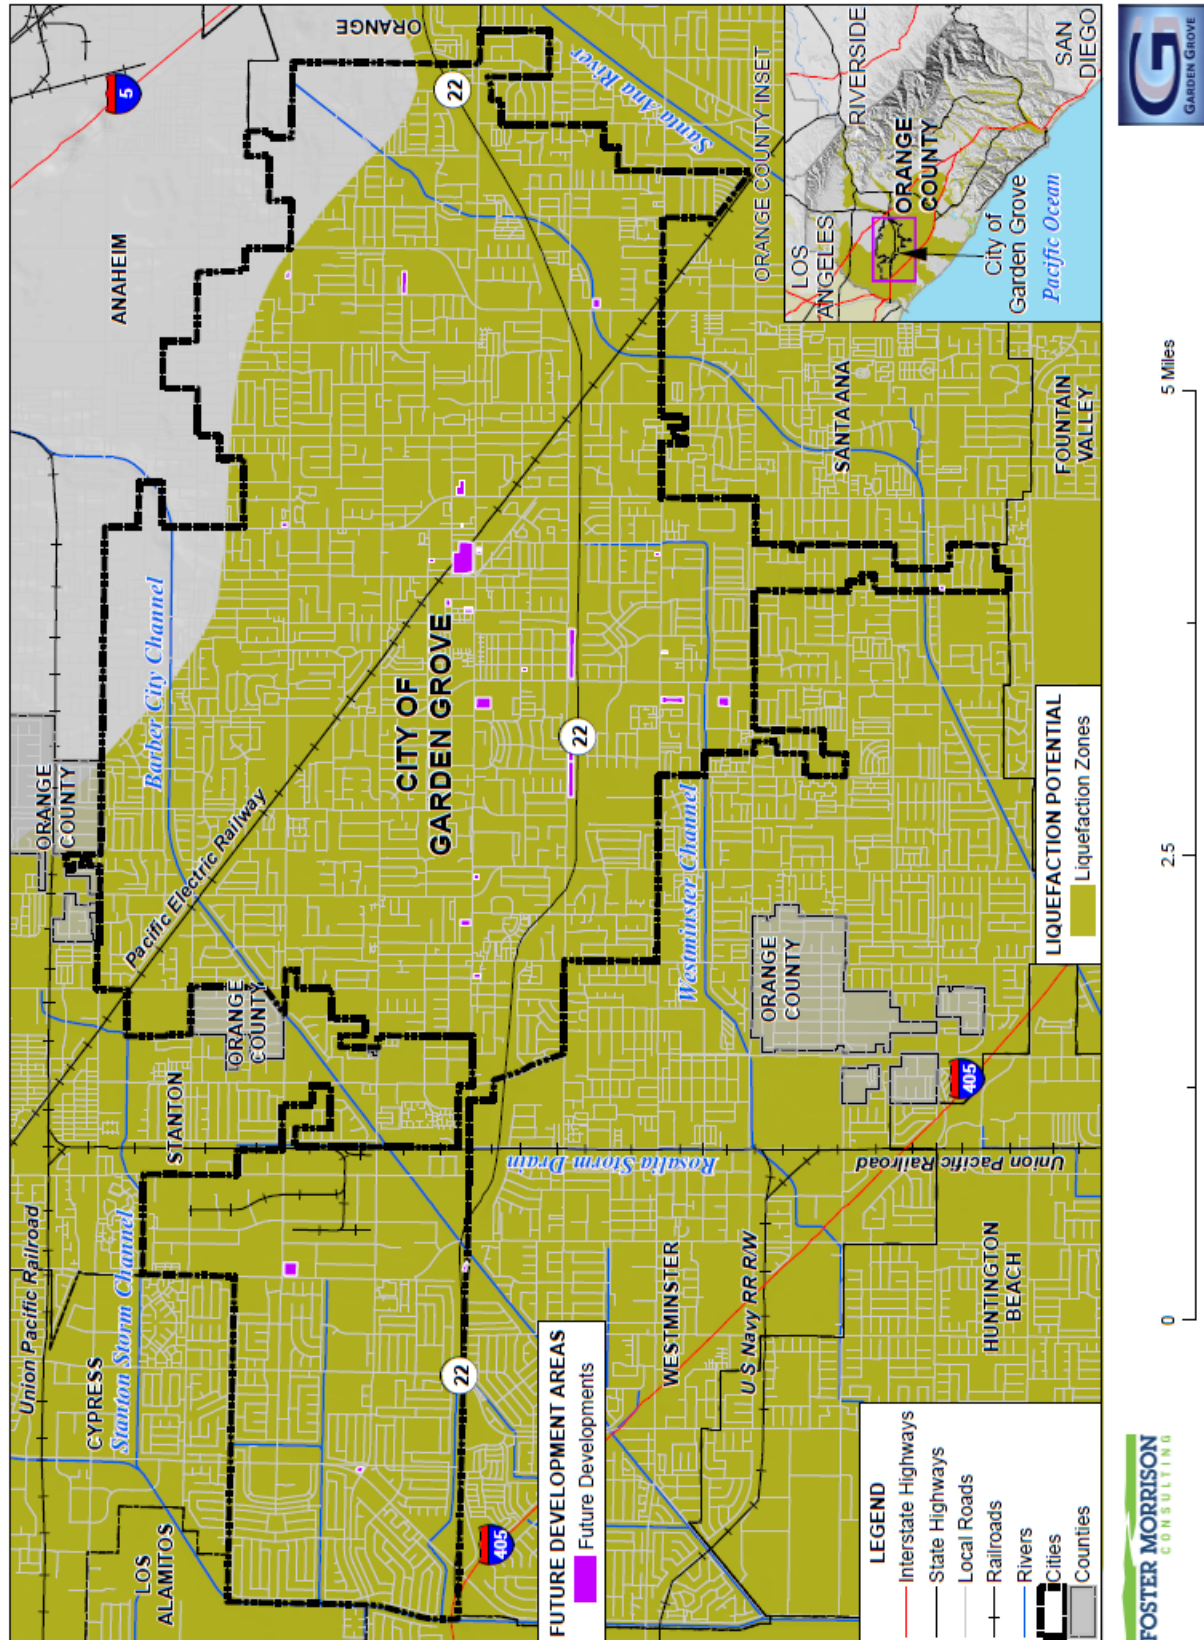 Union Pacific Railroad
CYPRESS
Stanton Storm Channel
LOS
ALAMITOS
STANTON
Pacific Electric Railway
ORANGE
COUNTY
ORANGE
COUNTY
Barber City Channel
ANAHEIM
5
ORANGE
22
Santa Ana River
CITY OF
GARDEN GROVE
22
22
405
Rosalia Storm Drain
Westminster Channel
WESTMINSTER
U S Navy RR R/W
Union Pacific Railroad
HUNTINGTON
BEACH
405
ORANGE
COUNTY
SANTA ANA
FOUNTAIN
VALLEY
ORANGE COUNTY INSET
LOS
ANGELES
RIVERSIDE
ORANGE
COUNTY
SAN
DIEGO
City of
Garden Grove
Pacific Ocean
FUTURE DEVELOPMENT AREAS
Future Developments
LEGEND
Interstate Highways
State Highways
Local Roads
Railroads
Rivers
Cities
Counties
LIQUEFACTION POTENTIAL
Liquefaction Zones
0
2.5
5 Miles
FOSTER MORRISON
CONSULTING
G
GARDEN GROVE